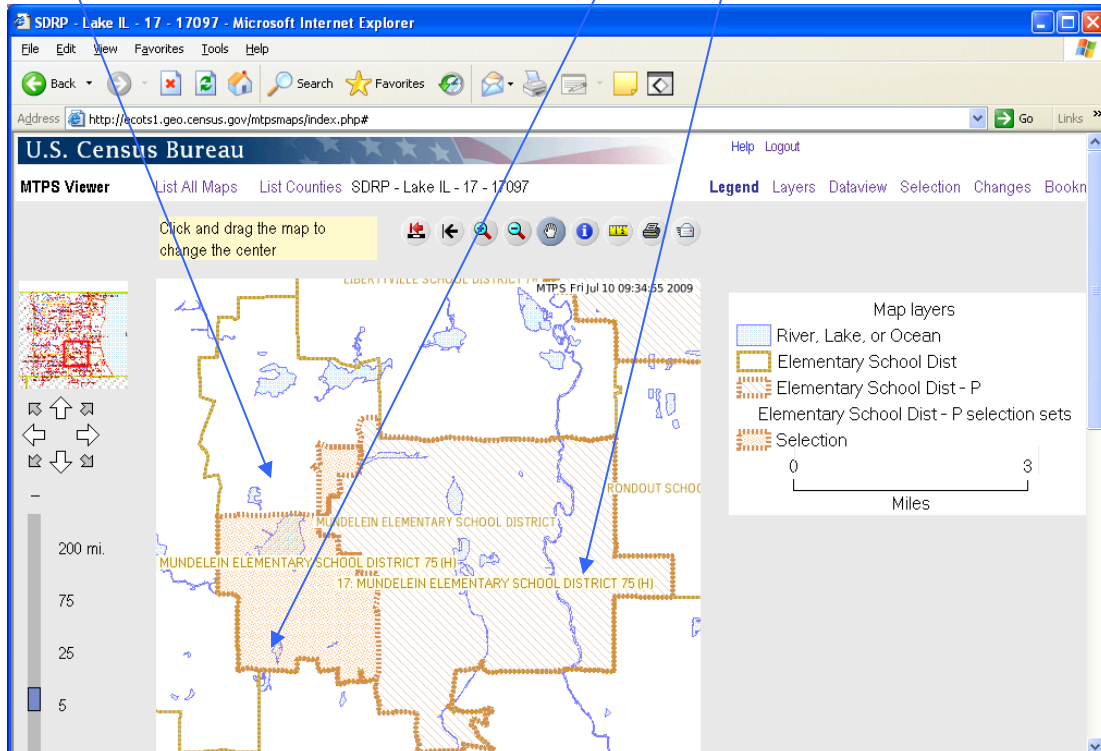 SDRP - Lake IL - 17 - 17097 - Microsoft Internet Explorer
File Edit View Favorites Tools Help
Back Search Favorites
Address http://ecots1.geo.census.gov/mtpsmaps/index.php# Go Links »
U.S. Census Bureau Help Logout
MTPS Viewer List All Maps List Counties SDRP - Lake IL - 17 - 17097 Legend Layers Dataview Selection Changes Bookn
Click and drag the map to
change the center
LIBERTYVILLE SCHOOL DISTRICT 70
MTPS Fri Jul 10 09:34:55 2009
Map layers
River, Lake, or Ocean
Elementary School Dist
Elementary School Dist - P
Elementary School Dist - P selection sets
Selection
0 3
Miles
RONDOUT SCHOO
MUNDELEIN ELEMENTARY SCHOOL DISTRICT
MUNDELEIN ELEMENTARY SCHOOL DISTRICT 75 (H)
17: MUNDELEIN ELEMENTARY SCHOOL DISTRICT 75 (H)
200 mi.
75
25
5